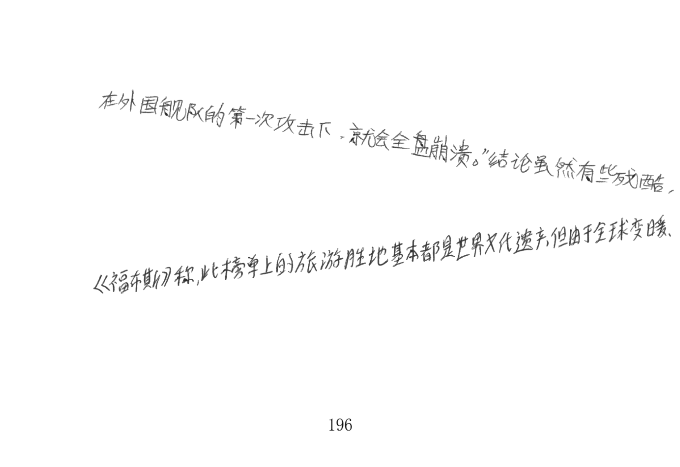 在外国舰队的第一次攻击下,就会全盘崩溃。”结论虽然有些残酷,
《福布斯》称,此榜单上的旅游胜地基本都是世界文化遗产,但由于全球变暖、
196